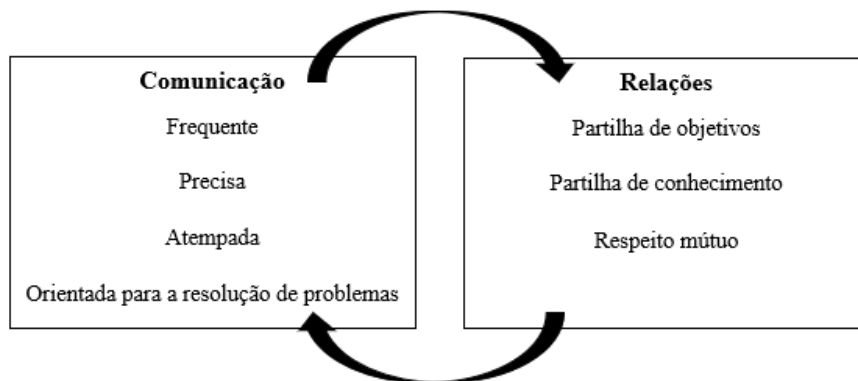 Comunicação
Frequente
Precisa
Atempada
Orientada para a resolução de problemas
Relações
Partilha de objetivos
Partilha de conhecimento
Respeito mútuo